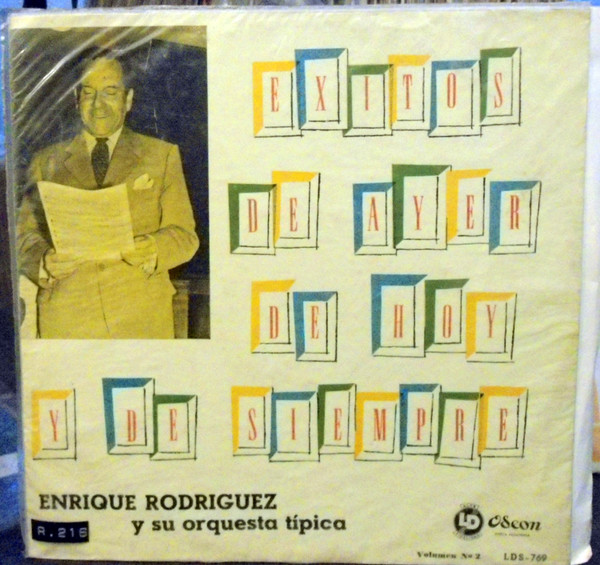 EXITOS
DE AYER
DE HOY
Y DE SIEMPRE
ENRIQUE RODRIGUEZ
y su orquesta típica
R.216
LD
Odeon
Volumen Nº 2
LDS-769